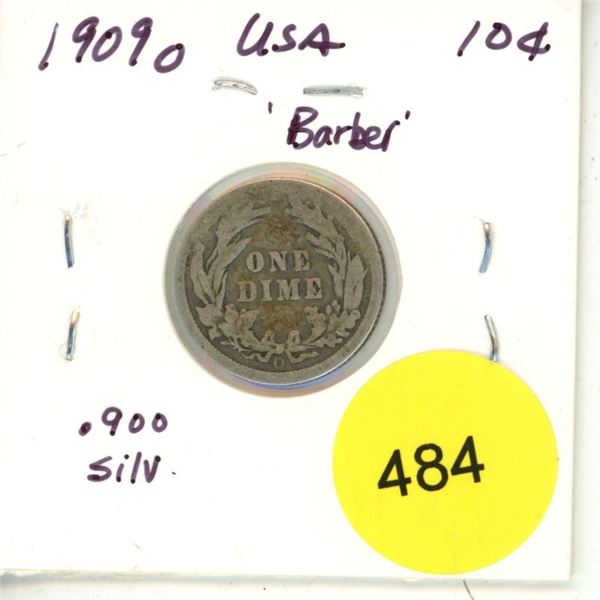 1909o USA 10¢
'Barber'
ONE
DIME
O
.900
silv.
484